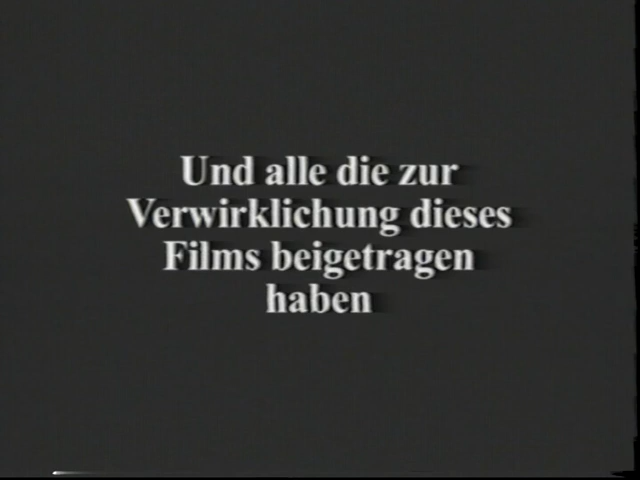 Und alle die zur
Verwirklichung dieses
Films beigetragen
haben